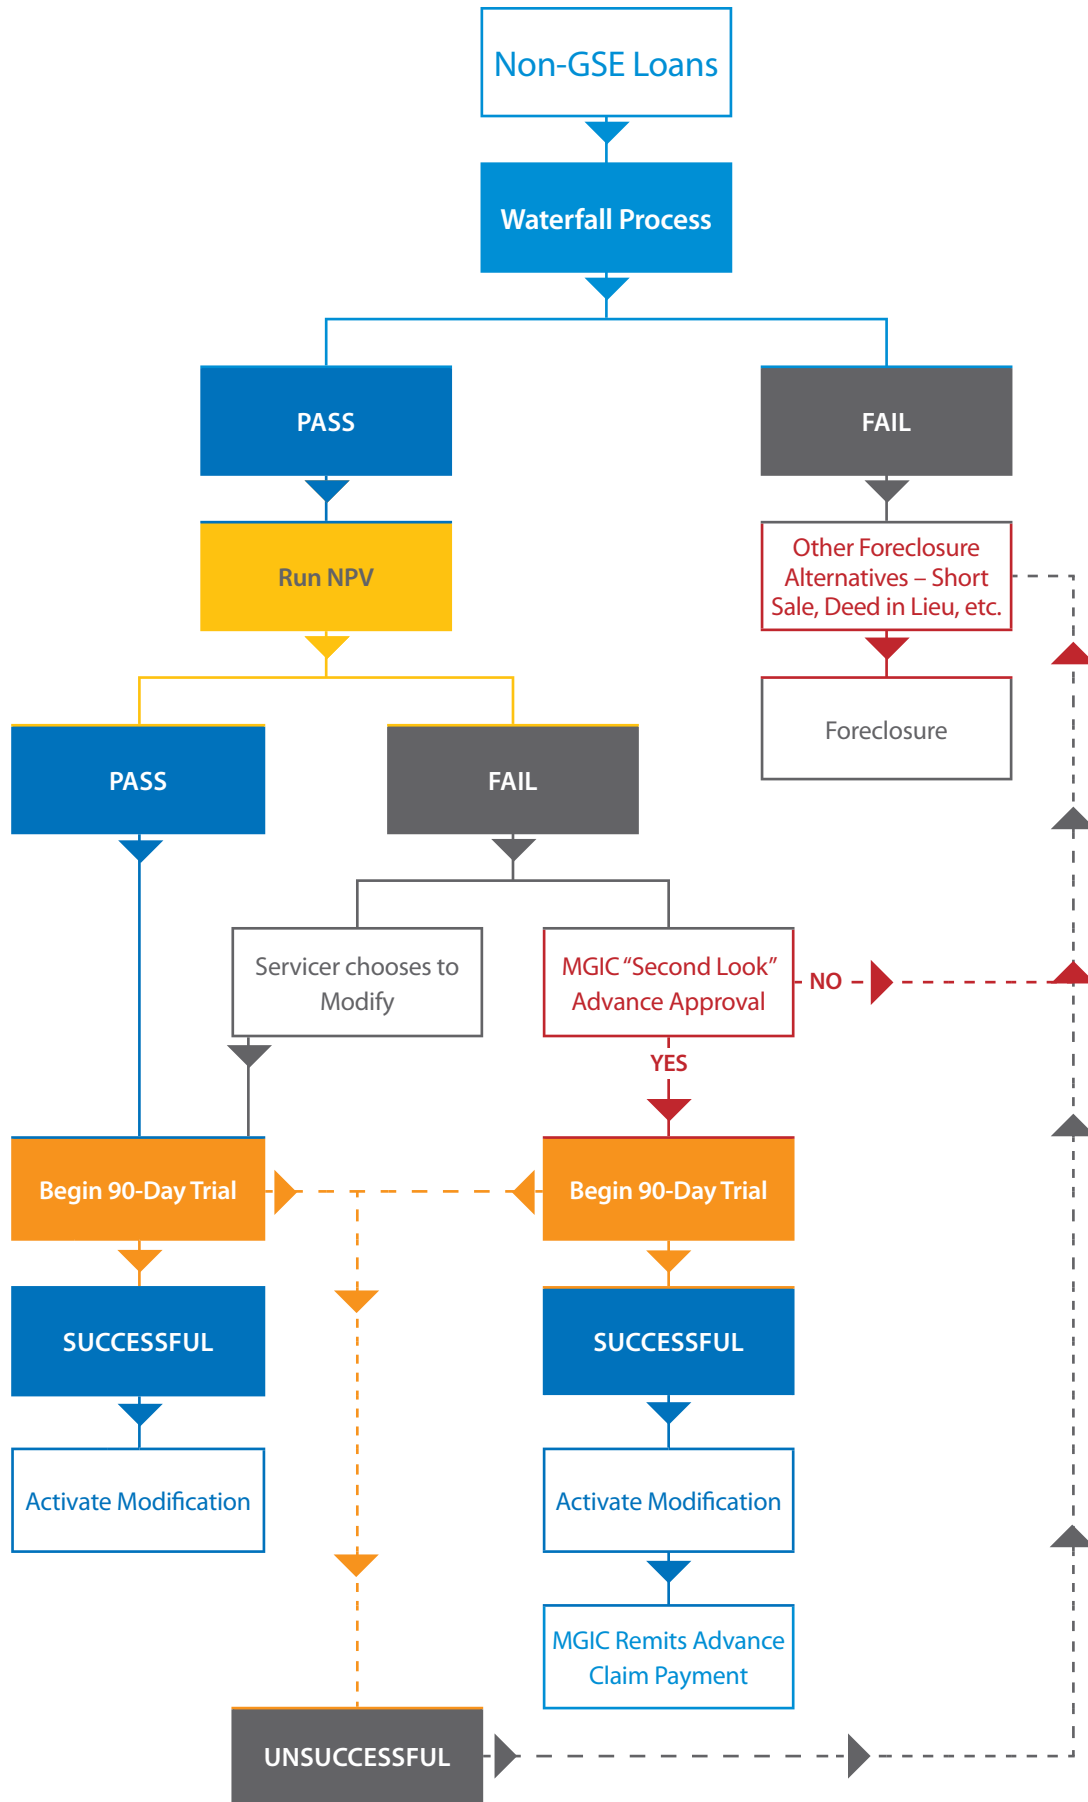 Non-GSE Loans
Waterfall Process
PASS
FAIL
Run NPV
Other Foreclosure
Alternatives – Short
Sale, Deed in Lieu, etc.
Foreclosure
PASS
FAIL
Servicer chooses to
Modify
MGIC “Second Look”
Advance Approval
NO
YES
Begin 90-Day Trial
Begin 90-Day Trial
SUCCESSFUL
SUCCESSFUL
Activate Modification
Activate Modification
MGIC Remits Advance
Claim Payment
UNSUCCESSFUL